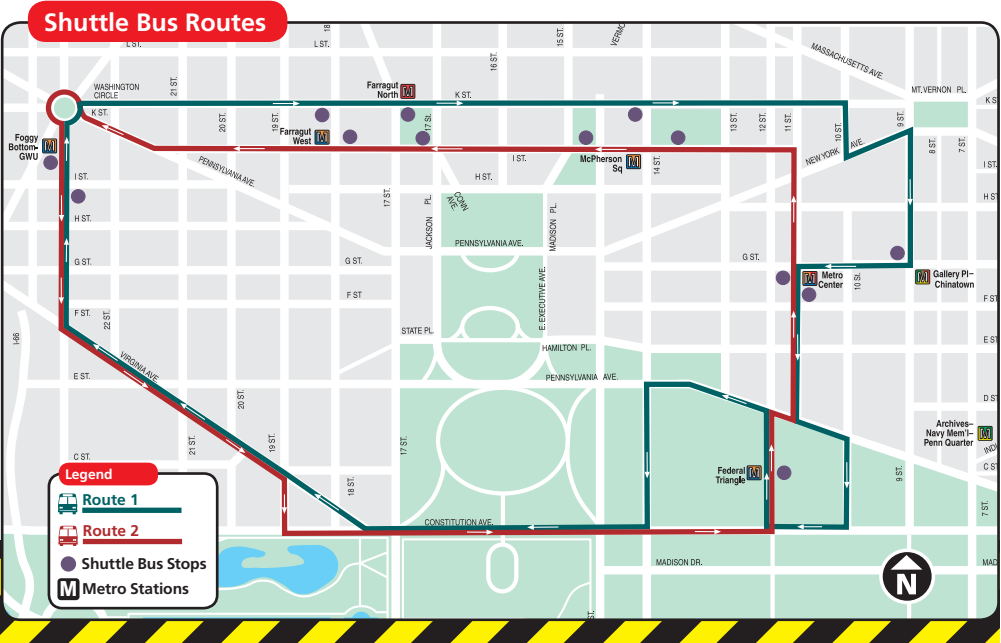 Shuttle Bus Routes
18
L ST.
L ST.
15 ST.
VERMO
16 ST.
MASSACHUSETTS AVE.
WASHINGTON
CIRCLE
21 ST.
Farragut
North
M
K ST.
MT.VERNON PL.
K S
K ST.
20 ST.
19 ST.
Farragut
West
M
17 St.
13 ST.
12 ST.
11 ST.
10 ST.
9 ST.
8 ST.
7 ST.
Foggy
Bottom–
GWU
M
PENNSYLVANIA AVE.
I ST.
McPherson
Sq
M
14 ST.
NEW YORK AVE.
I ST.
I ST.
H ST.
17 ST.
JACKSON PL.
CONN
AVE.
MADISON PL.
H S
H ST.
PENNSYLVANIA AVE.
G ST.
G ST
G ST.
M
Metro
Center
10 St.
M
Gallery Pl–
Chinatown
F ST
E. EXECUTIVE AVE.
F ST
F ST.
22 ST.
STATE PL.
HAMILTON PL.
E ST
I-66
VIRGINIA AVE.
E ST.
PENNSYLVANIA AVE.
20 ST.
D ST
21 ST.
19 ST.
17 ST.
Archives–
Navy Mem'l–
Penn Quarter
M
INDI
C ST.
C ST
Federal
Triangle
M
9 ST.
18 ST.
7 ST.
CONSTITUTION AVE.
Legend
Route 1
Route 2
Shuttle Bus Stops
M Metro Stations
MADISON DR.
MAD
N
ST.